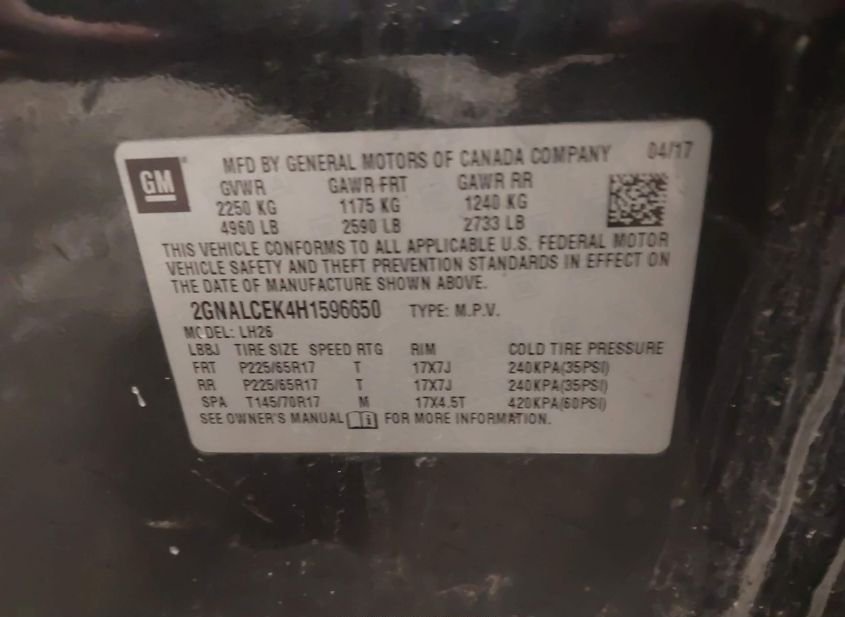 GM
MFD BY GENERAL MOTORS OF CANADA COMPANY 04/17
GVWR GAWR FRT GAWR RR
2250 KG 1175 KG 1240 KG
4960 LB 2590 LB 2733 LB
THIS VEHICLE CONFORMS TO ALL APPLICABLE U.S. FEDERAL MOTOR
VEHICLE SAFETY AND THEFT PREVENTION STANDARDS IN EFFECT ON
THE DATE OF MANUFACTURE SHOWN ABOVE.
2GNALCEK4H1596650 TYPE: M.P.V.
MODEL: LH26
LBBJ TIRE SIZE SPEED RTG RIM COLD TIRE PRESSURE
FRT P225/65R17 T 17X7J 240KPA(35PSI)
RR P225/65R17 T 17X7J 240KPA(35PSI)
SPA T145/70R17 M 17X4.5T 420KPA(60PSI)
SEE OWNER'S MANUAL FOR MORE INFORMATION.